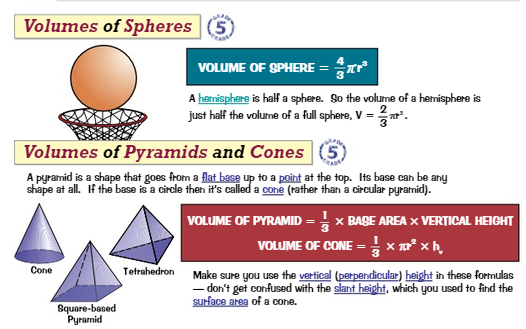 Volumes of Spheres
GRADE 5 GRADE
VOLUME OF SPHERE = 4/3 πr³
A hemisphere is half a sphere. So the volume of a hemisphere is
just half the volume of a full sphere, V = 2/3 πr³.
Volumes of Pyramids and Cones
GRADE 5 GRADE
A pyramid is a shape that goes from a flat base up to a point at the top. Its base can be any
shape at all. If the base is a circle then it's called a cone (rather than a circular pyramid).
VOLUME OF PYRAMID = 1/3 × BASE AREA × VERTICAL HEIGHT
VOLUME OF CONE = 1/3 × πr² × hᵥ
Cone
Tetrahedron
Square-based
Pyramid
Make sure you use the vertical (perpendicular) height in these formulas
— don't get confused with the slant height, which you used to find the
surface area of a cone.